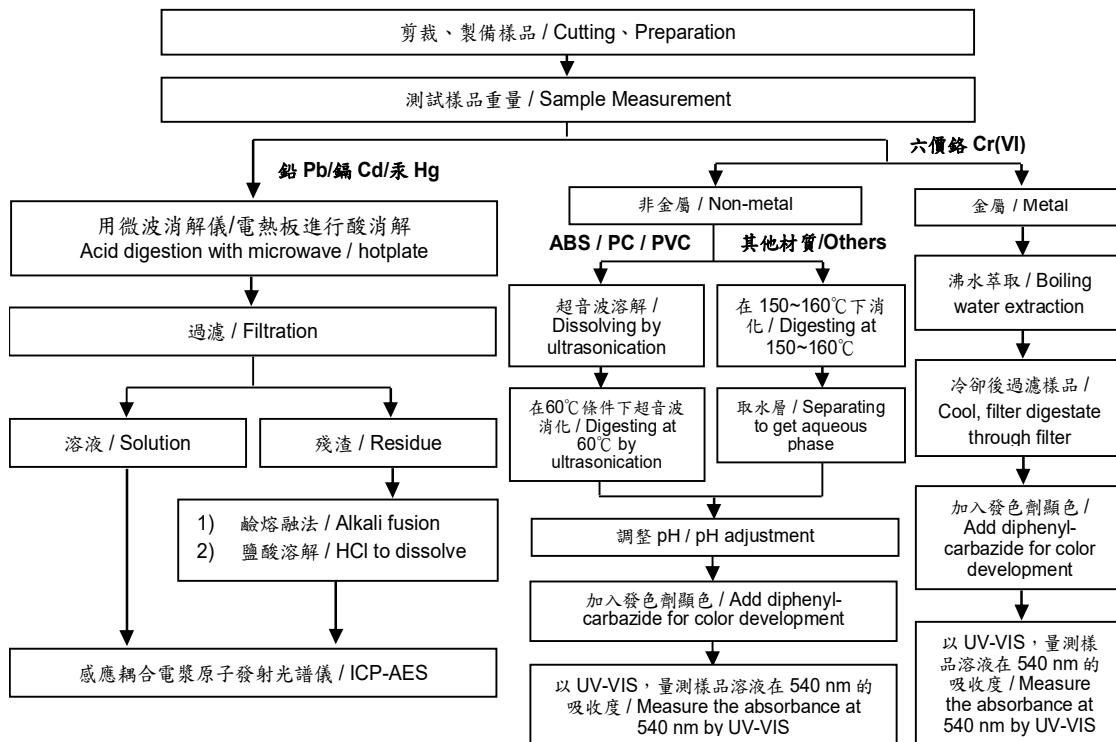 剪裁、製備樣品 / Cutting、Preparation
測試樣品重量 / Sample Measurement
鉛 Pb/鎘 Cd/汞 Hg
六價鉻 Cr(VI)
用微波消解儀/電熱板進行酸消解
Acid digestion with microwave / hotplate
過濾 / Filtration
溶液 / Solution
殘渣 / Residue
1) 鹼熔融法 / Alkali fusion
2) 鹽酸溶解 / HCl to dissolve
感應耦合電漿原子發射光譜儀 / ICP-AES
非金屬 / Non-metal
ABS / PC / PVC
其他材質/Others
超音波溶解 /
Dissolving by
ultrasonication
在 150~160℃下消
化 / Digesting at
150~160℃
在60℃條件下超音波
消化 / Digesting at
60℃ by
ultrasonication
取水層 / Separating
to get aqueous
phase
調整 pH / pH adjustment
加入發色劑顯色 / Add diphenyl-
carbazide for color development
以 UV-VIS，量測樣品溶液在 540 nm 的
吸收度 / Measure the absorbance at
540 nm by UV-VIS
金屬 / Metal
沸水萃取 / Boiling
water extraction
冷卻後過濾樣品 /
Cool, filter digestate
through filter
加入發色劑顯色 /
Add diphenyl-
carbazide for color
development
以 UV-VIS，量測樣
品溶液在 540 nm 的
吸收度 / Measure
the absorbance at
540 nm by UV-VIS